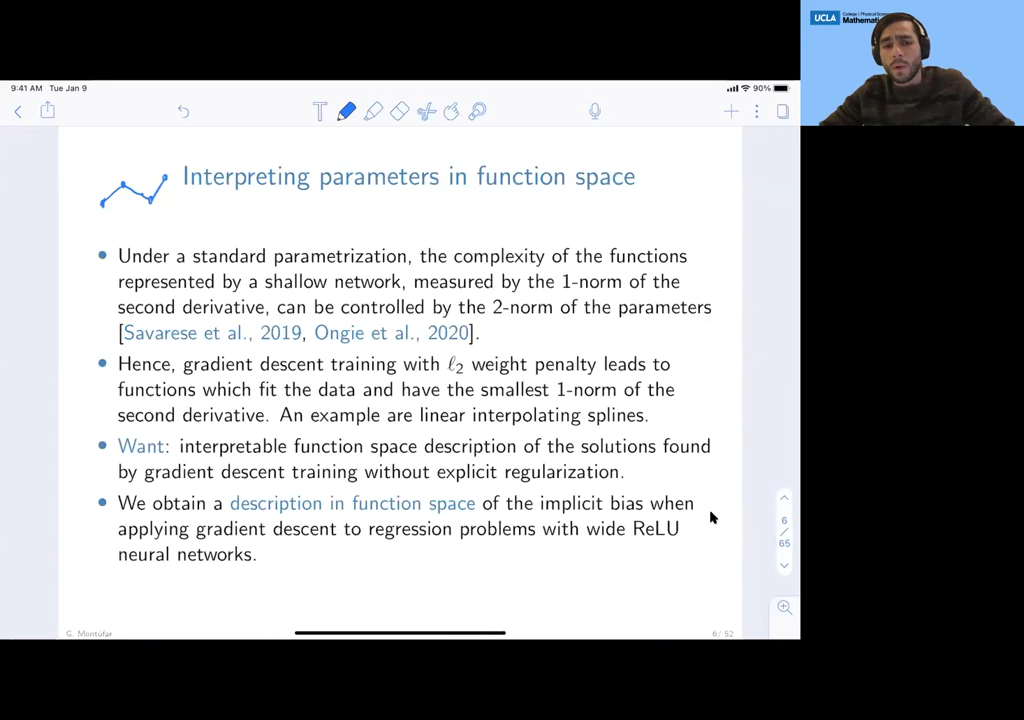 UCLA College | Physical Sciences
Mathemati
9:41 AM Tue Jan 9
90%
Interpreting parameters in function space
• Under a standard parametrization, the complexity of the functions
represented by a shallow network, measured by the 1-norm of the
second derivative, can be controlled by the 2-norm of the parameters
[Savarese et al., 2019, Ongie et al., 2020].
• Hence, gradient descent training with ℓ₂ weight penalty leads to
functions which fit the data and have the smallest 1-norm of the
second derivative. An example are linear interpolating splines.
• Want: interpretable function space description of the solutions found
by gradient descent training without explicit regularization.
• We obtain a description in function space of the implicit bias when
applying gradient descent to regression problems with wide ReLU
neural networks.
6
/
65
G. Montúfar
6/ 52